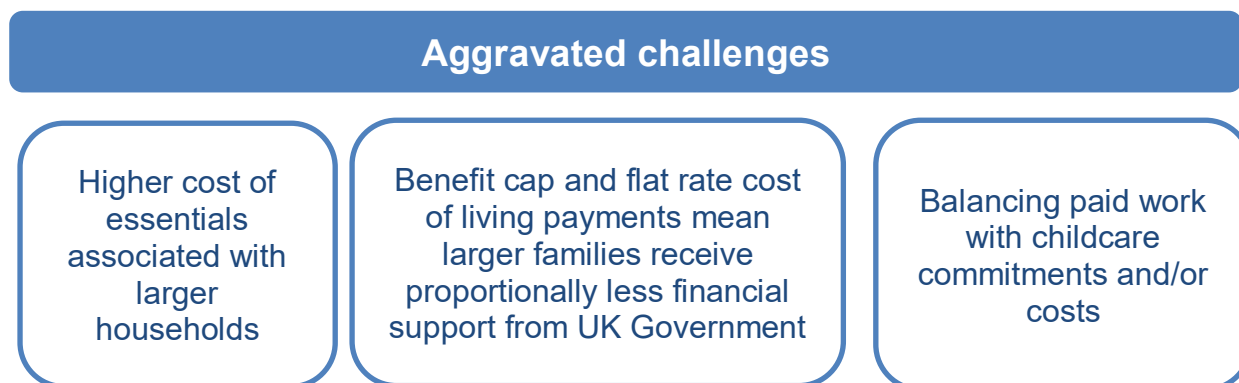 Aggravated challenges
Higher cost of
essentials
associated with
larger
households
Benefit cap and flat rate cost
of living payments mean
larger families receive
proportionally less financial
support from UK Government
Balancing paid work
with childcare
commitments and/or
costs